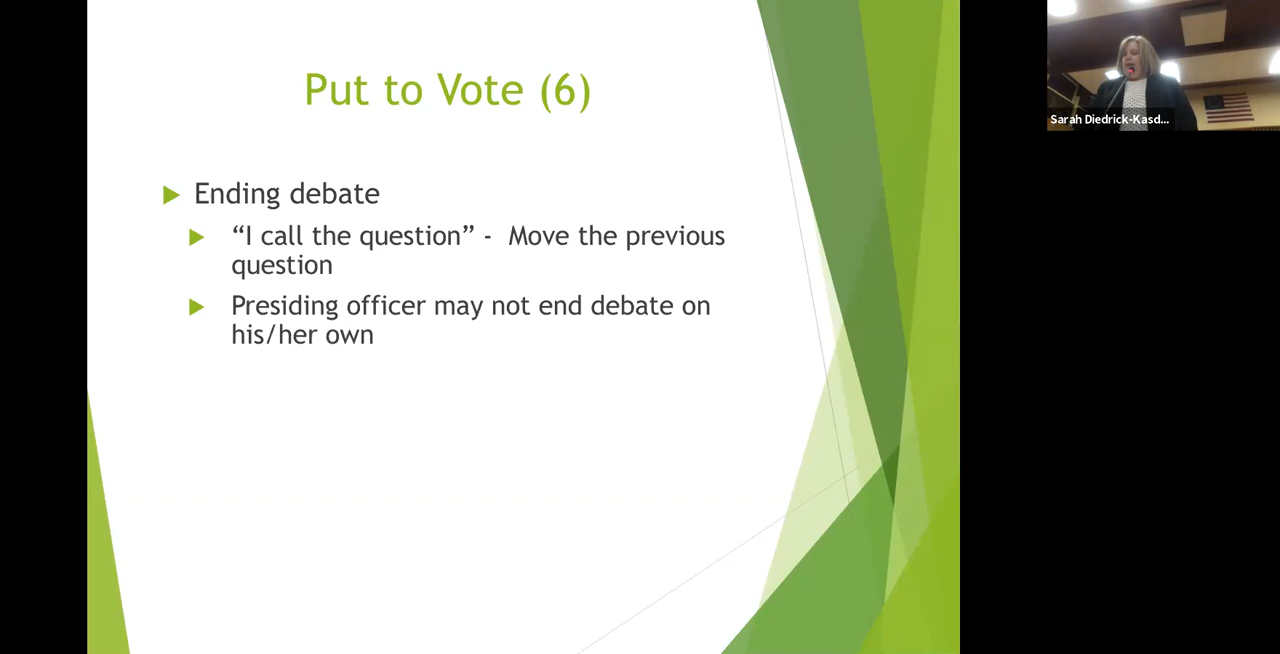 Put to Vote (6)
Ending debate
“I call the question” - Move the previous
question
Presiding officer may not end debate on
his/her own
Sarah Diedrick-Kasd...